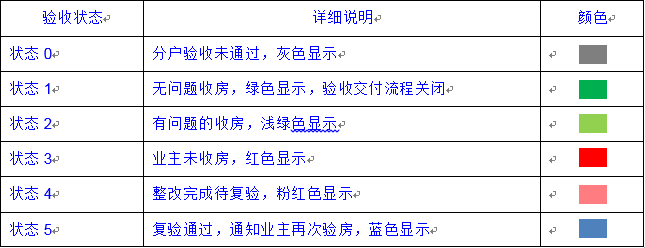 验收状态 详细说明 颜色
状态 0 分户验收未通过，灰色显示
状态 1 无问题收房，绿色显示，验收交付流程关闭
状态 2 有问题的收房，浅绿色显示
状态 3 业主未收房，红色显示
状态 4 整改完成待复验，粉红色显示
状态 5 复验通过，通知业主再次验房，蓝色显示